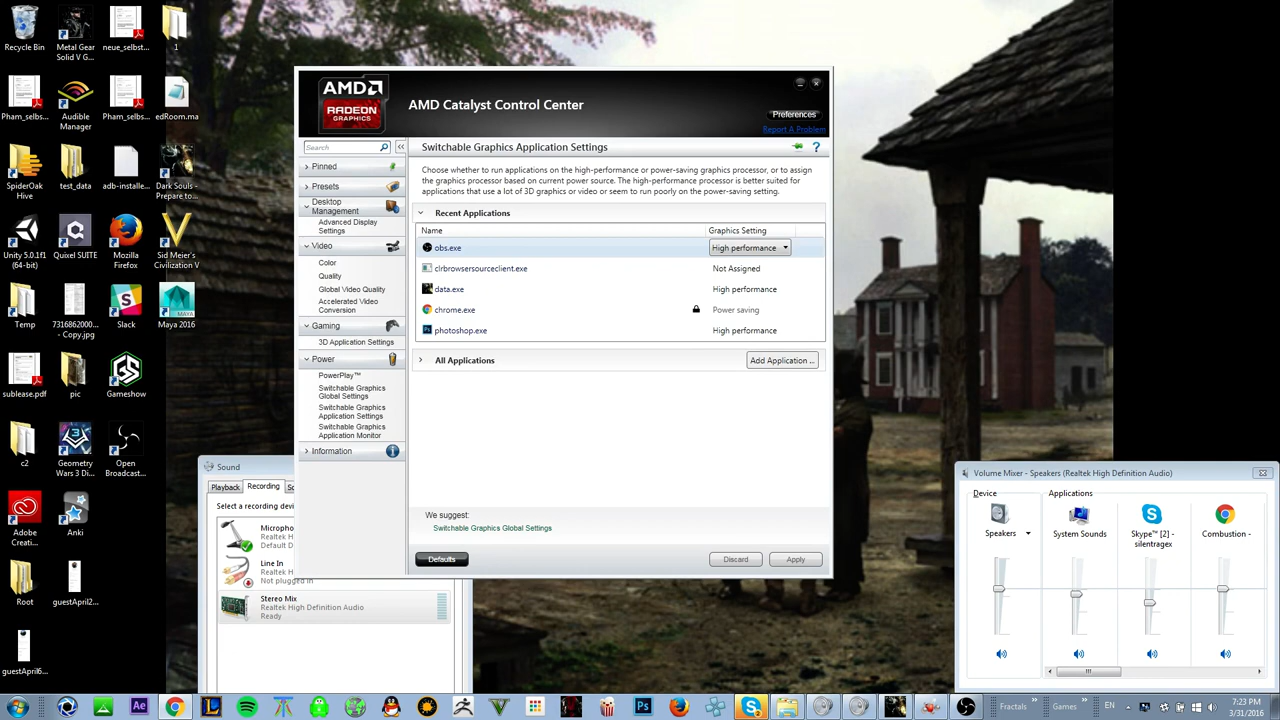 Recycle Bin
Metal Gear
Solid V G...
neue_selbst...
1
Pham_selbs...
Audible
Manager
Pham_selbs...
edRoom.ma
SpiderOak
Hive
test_data
adb-installe...
Dark Souls -
Prepare to...
Unity 5.0.1f1
(64-bit)
Quixel SUITE
Mozilla
Firefox
Sid Meier's
Civilization V
Temp
7316862000...
- Copy.jpg
Slack
Maya 2016
MAYA
sublease.pdf
pic
Gameshow
c2
Geometry
Wars 3 Di...
Open
Broadcast...
Adobe
Creati...
Anki
Root
guestApril2...
guestApril6...
AMD
RADEON
GRAPHICS
AMD Catalyst Control Center
Preferences
Report A Problem
Search
<<
Pinned
Presets
Desktop
Management
Advanced Display
Settings
Video
Color
Quality
Global Video Quality
Accelerated Video
Conversion
Gaming
3D Application Settings
Power
PowerPlay™
Switchable Graphics
Global Settings
Switchable Graphics
Application Settings
Switchable Graphics
Application Monitor
Information
Switchable Graphics Application Settings
Choose whether to run applications on the high-performance or power-saving graphics processor, or to assign
the graphics processor based on current power source. The high-performance processor is better suited for
applications that use a lot of 3D graphics or video or seem to run poorly on the power-saving setting.
Recent Applications
Name Graphics Setting
obs.exe High performance
clrbrowsersourceclient.exe Not Assigned
data.exe High performance
chrome.exe Power saving
photoshop.exe High performance
All Applications
Add Application ...
We suggest:
Switchable Graphics Global Settings
Defaults
Discard
Apply
Sound
Playback Recording So
Select a recording devi
Micropho
Realtek H
Default D
Line In
Realtek H
Not plugged in
Stereo Mix
Realtek High Definition Audio
Ready
Volume Mixer - Speakers (Realtek High Definition Audio)
Device
Applications
Speakers
System Sounds
Skype™ [2] -
silentragex
Combustion -
Ae
Ps
Fractals »
Games »
EN
7:23 PM
3/31/2016